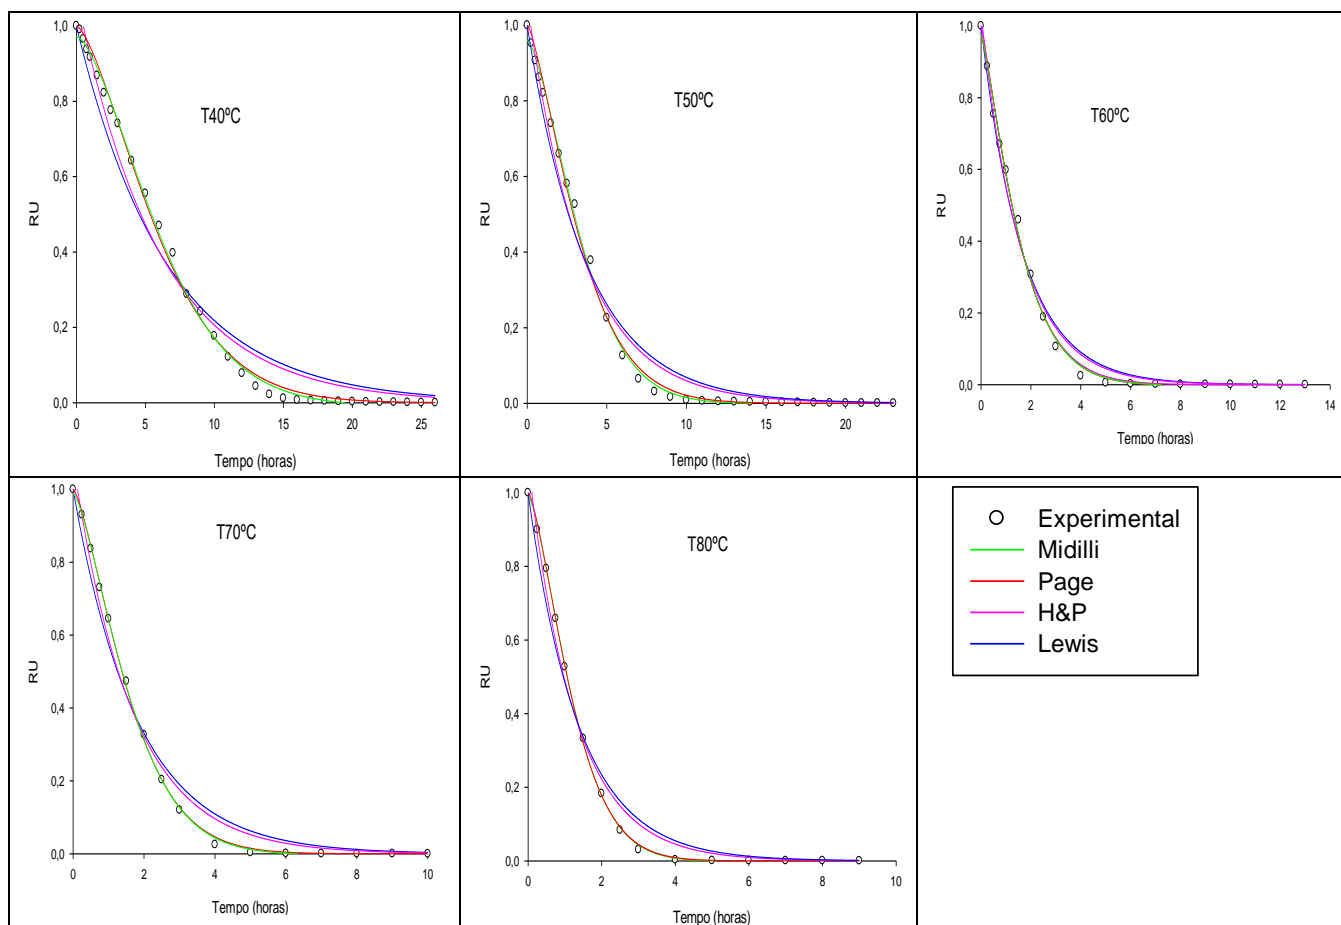 1,0
0,8
0,6
0,4
0,2
0,0
RU
T40ºC
0 5 10 15 20 25
Tempo (horas)
1,0
0,8
0,6
0,4
0,2
0,0
RU
T50ºC
0 5 10 15 20
Tempo (horas)
1,0
0,8
0,6
0,4
0,2
0,0
RU
T60ºC
0 2 4 6 8 10 12 14
Tempo (horas)
1,0
0,8
0,6
0,4
0,2
0,0
RU
T70ºC
0 2 4 6 8 10
Tempo (horas)
1,0
0,8
0,6
0,4
0,2
0,0
RU
T80ºC
0 2 4 6 8 10
Tempo (horas)
Experimental
Midilli
Page
H&P
Lewis